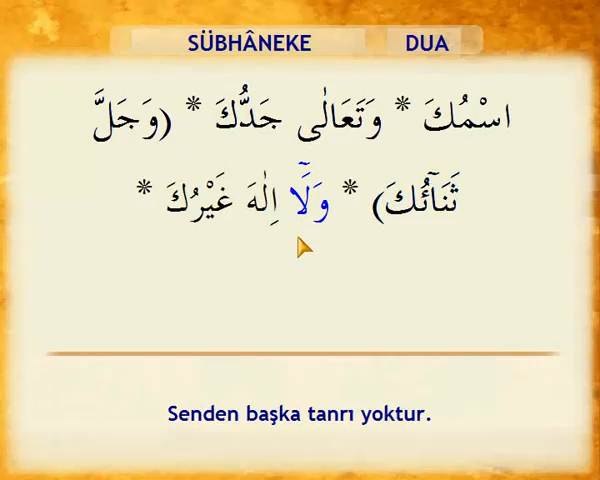 SÜBHÂNEKE DUA
اسْمُكَ * وَتَعَالٰى جَدُّكَ * (وَجَلَّ
ثَنَآئُكَ) * وَلَٓا اِلٰهَ غَيْرُكَ *
Senden başka tanrı yoktur.